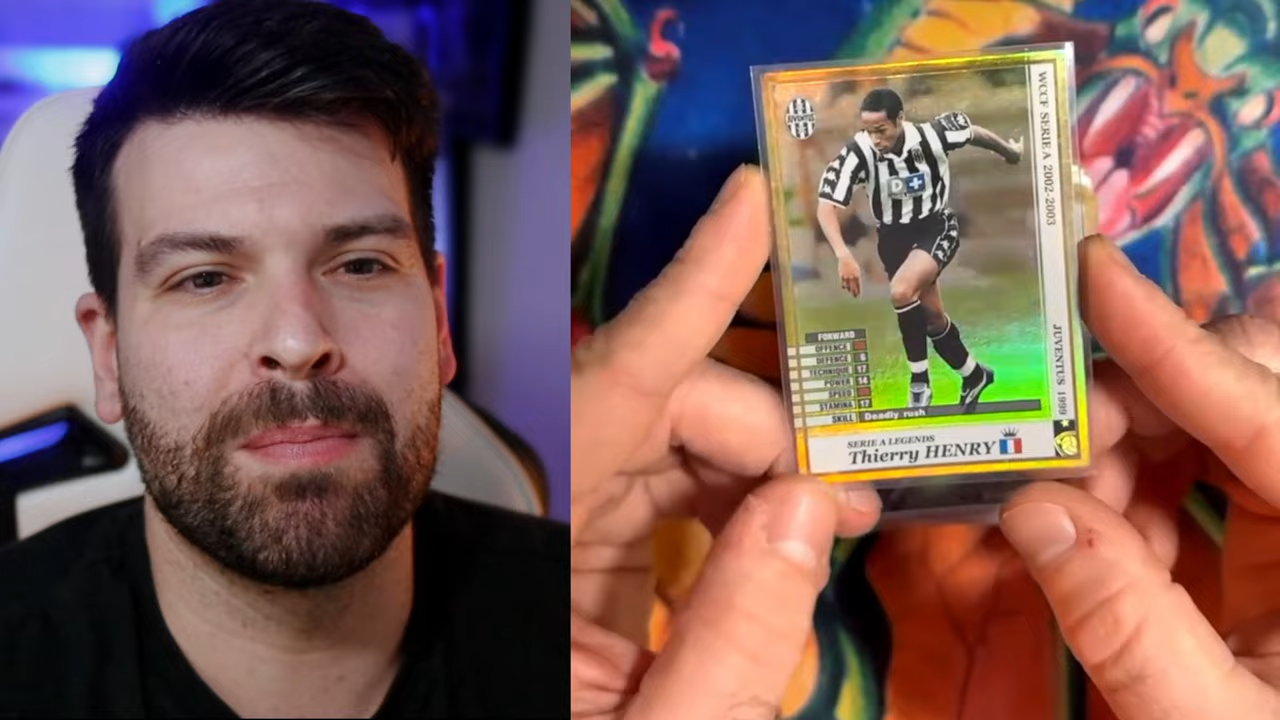 JUVENTUS
WCCF SERIE A 2002-2003
JUVENTUS 1999
D+
FORWARD
OFFENCE
DEFENCE 6
TECHNIQUE 17
POWER 14
SPEED
STAMINA 17
SKILL Deadly rush
SERIE A LEGENDS
Thierry HENRY